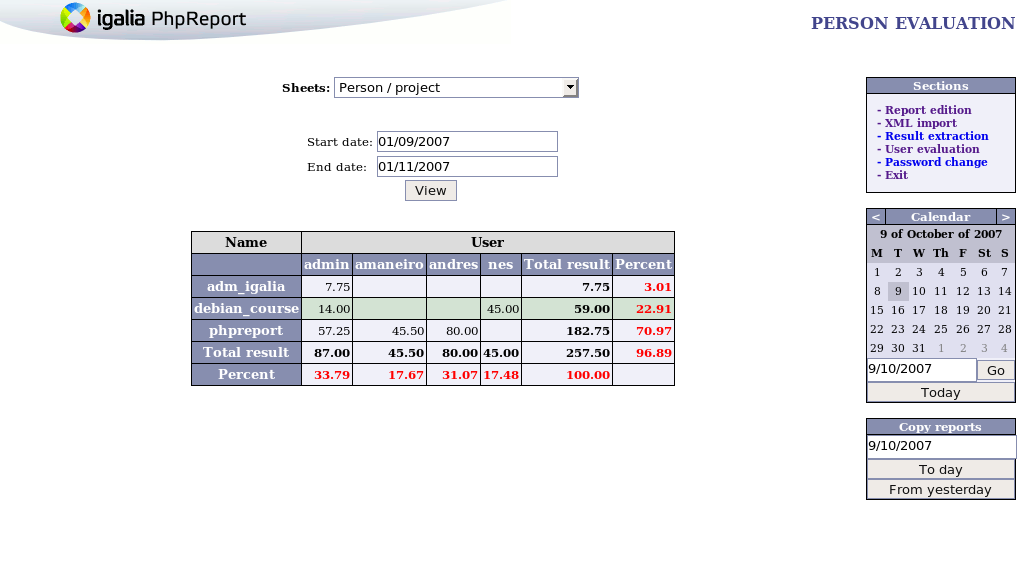 igalia PhpReport
PERSON EVALUATION
Sheets: Person / project
Start date: 01/09/2007
End date: 01/11/2007
View
Name User
admin amaneiro andres nes Total result Percent
adm_igalia 7.75 7.75 3.01
debian_course 14.00 45.00 59.00 22.91
phpreport 57.25 45.50 80.00 182.75 70.97
Total result 87.00 45.50 80.00 45.00 257.50 96.89
Percent 33.79 17.67 31.07 17.48 100.00
Sections
- Report edition
- XML import
- Result extraction
- User evaluation
- Password change
- Exit
< Calendar >
9 of October of 2007
M T W Th F St S
1 2 3 4 5 6 7
8 9 10 11 12 13 14
15 16 17 18 19 20 21
22 23 24 25 26 27 28
29 30 31 1 2 3 4
9/10/2007 Go
Today
Copy reports
9/10/2007
To day
From yesterday